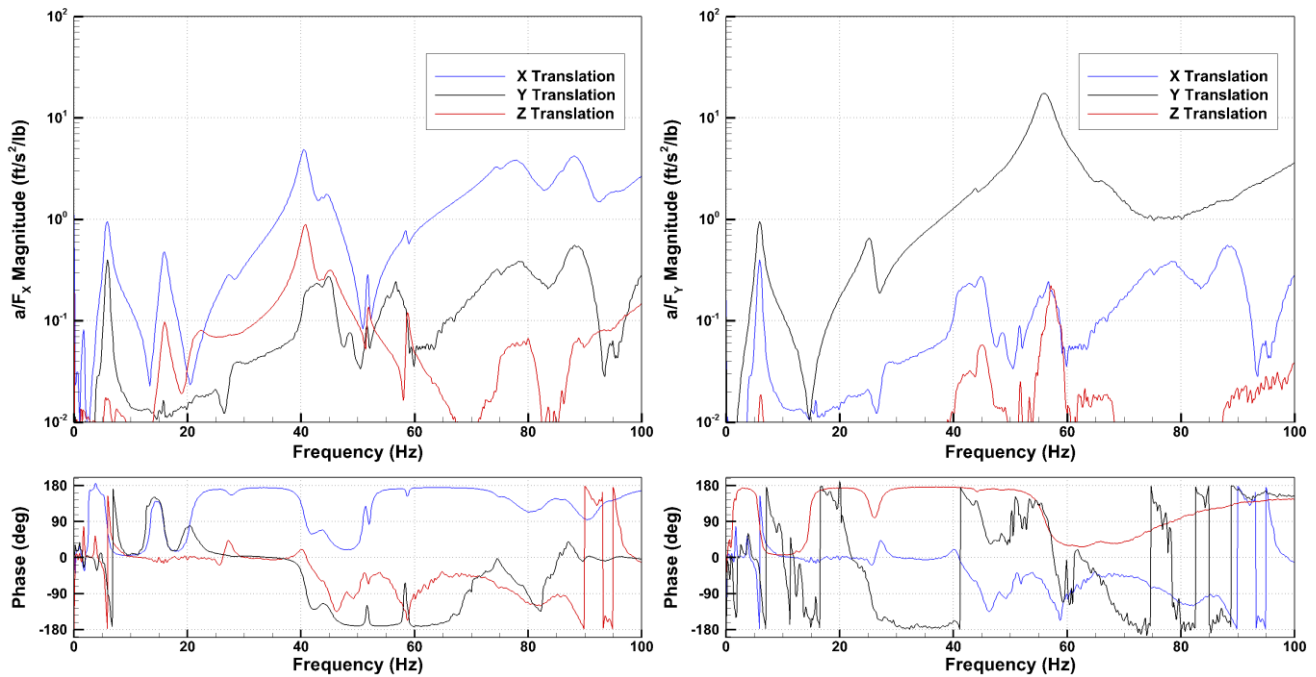 10²
10¹
10⁰
10⁻¹
10⁻²
a/F_X Magnitude (ft/s²/lb)
X Translation
Y Translation
Z Translation
0 20 40 60 80 100
Frequency (Hz)
10²
10¹
10⁰
10⁻¹
10⁻²
a/F_Y Magnitude (ft/s²/lb)
X Translation
Y Translation
Z Translation
0 20 40 60 80 100
Frequency (Hz)
180
90
0
-90
-180
Phase (deg)
0 20 40 60 80 100
Frequency (Hz)
180
90
0
-90
-180
Phase (deg)
0 20 40 60 80 100
Frequency (Hz)